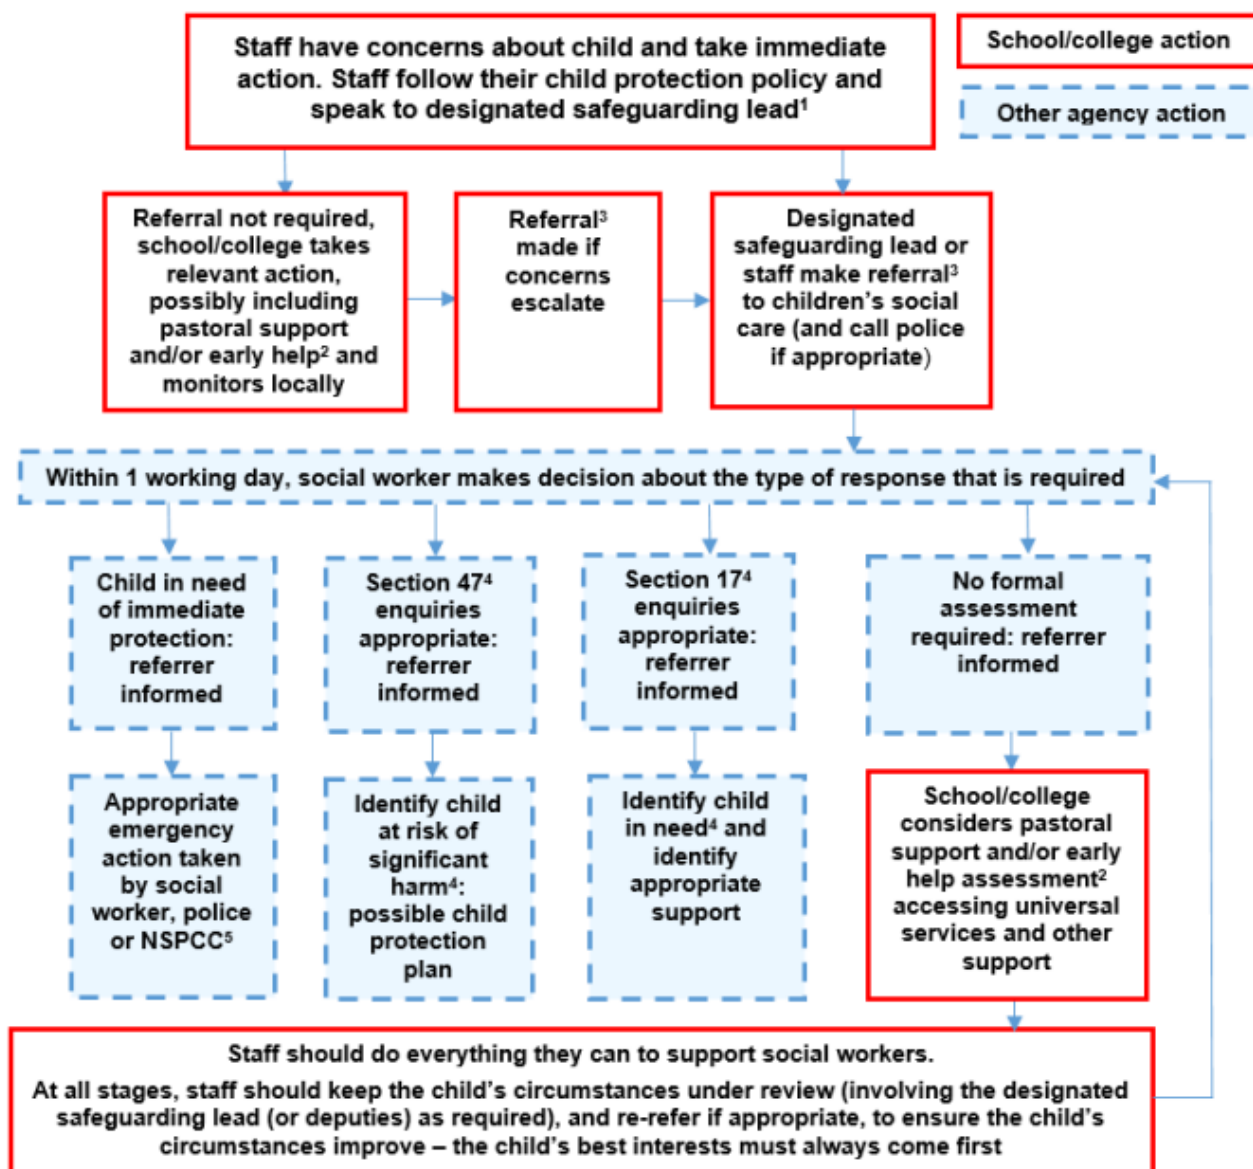 Staff have concerns about child and take immediate
action. Staff follow their child protection policy and
speak to designated safeguarding lead¹
School/college action
Other agency action
Referral not required,
school/college takes
relevant action,
possibly including
pastoral support
and/or early help² and
monitors locally
Referral³
made if
concerns
escalate
Designated
safeguarding lead or
staff make referral³
to children's social
care (and call police
if appropriate)
Within 1 working day, social worker makes decision about the type of response that is required
Child in need
of immediate
protection:
referrer
informed
Section 47⁴
enquiries
appropriate:
referrer
informed
Section 17⁴
enquiries
appropriate:
referrer
informed
No formal
assessment
required: referrer
informed
Appropriate
emergency
action taken
by social
worker, police
or NSPCC⁵
Identify child
at risk of
significant
harm⁴:
possible child
protection
plan
Identify child
in need⁴ and
identify
appropriate
support
School/college
considers pastoral
support and/or early
help assessment²
accessing universal
services and other
support
Staff should do everything they can to support social workers.
At all stages, staff should keep the child's circumstances under review (involving the designated
safeguarding lead (or deputies) as required), and re-refer if appropriate, to ensure the child's
circumstances improve – the child's best interests must always come first